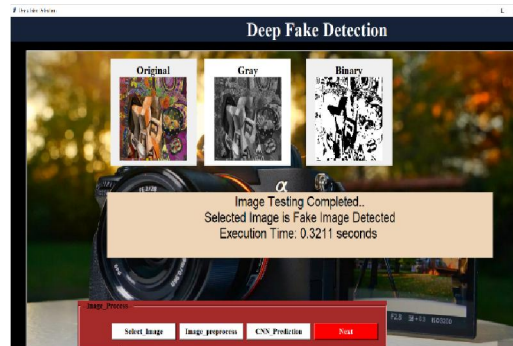 Deep Fake Detection
Original
Gray
Binary
α
Image Testing Completed..
Selected Image is Fake Image Detected
Execution Time: 0.3211 seconds
Image_Process
Select_Image
Image_preprocess
CNN_Prediction
Next